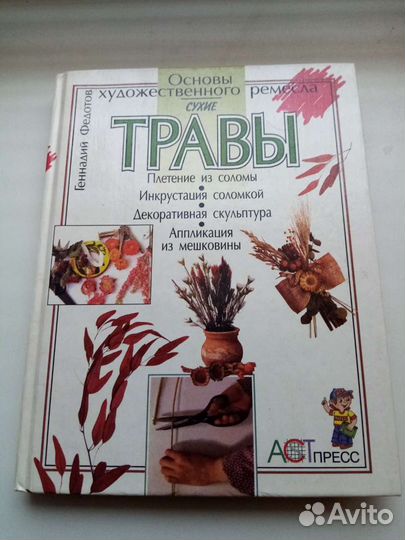 Основы
художественного ремесла
Геннадий Федотов
СУХИЕ
ТРАВЫ
Плетение из соломы
Инкрустация соломкой
Декоративная скульптура
Аппликация
из мешковины
АСТ ПРЕСС
Avito